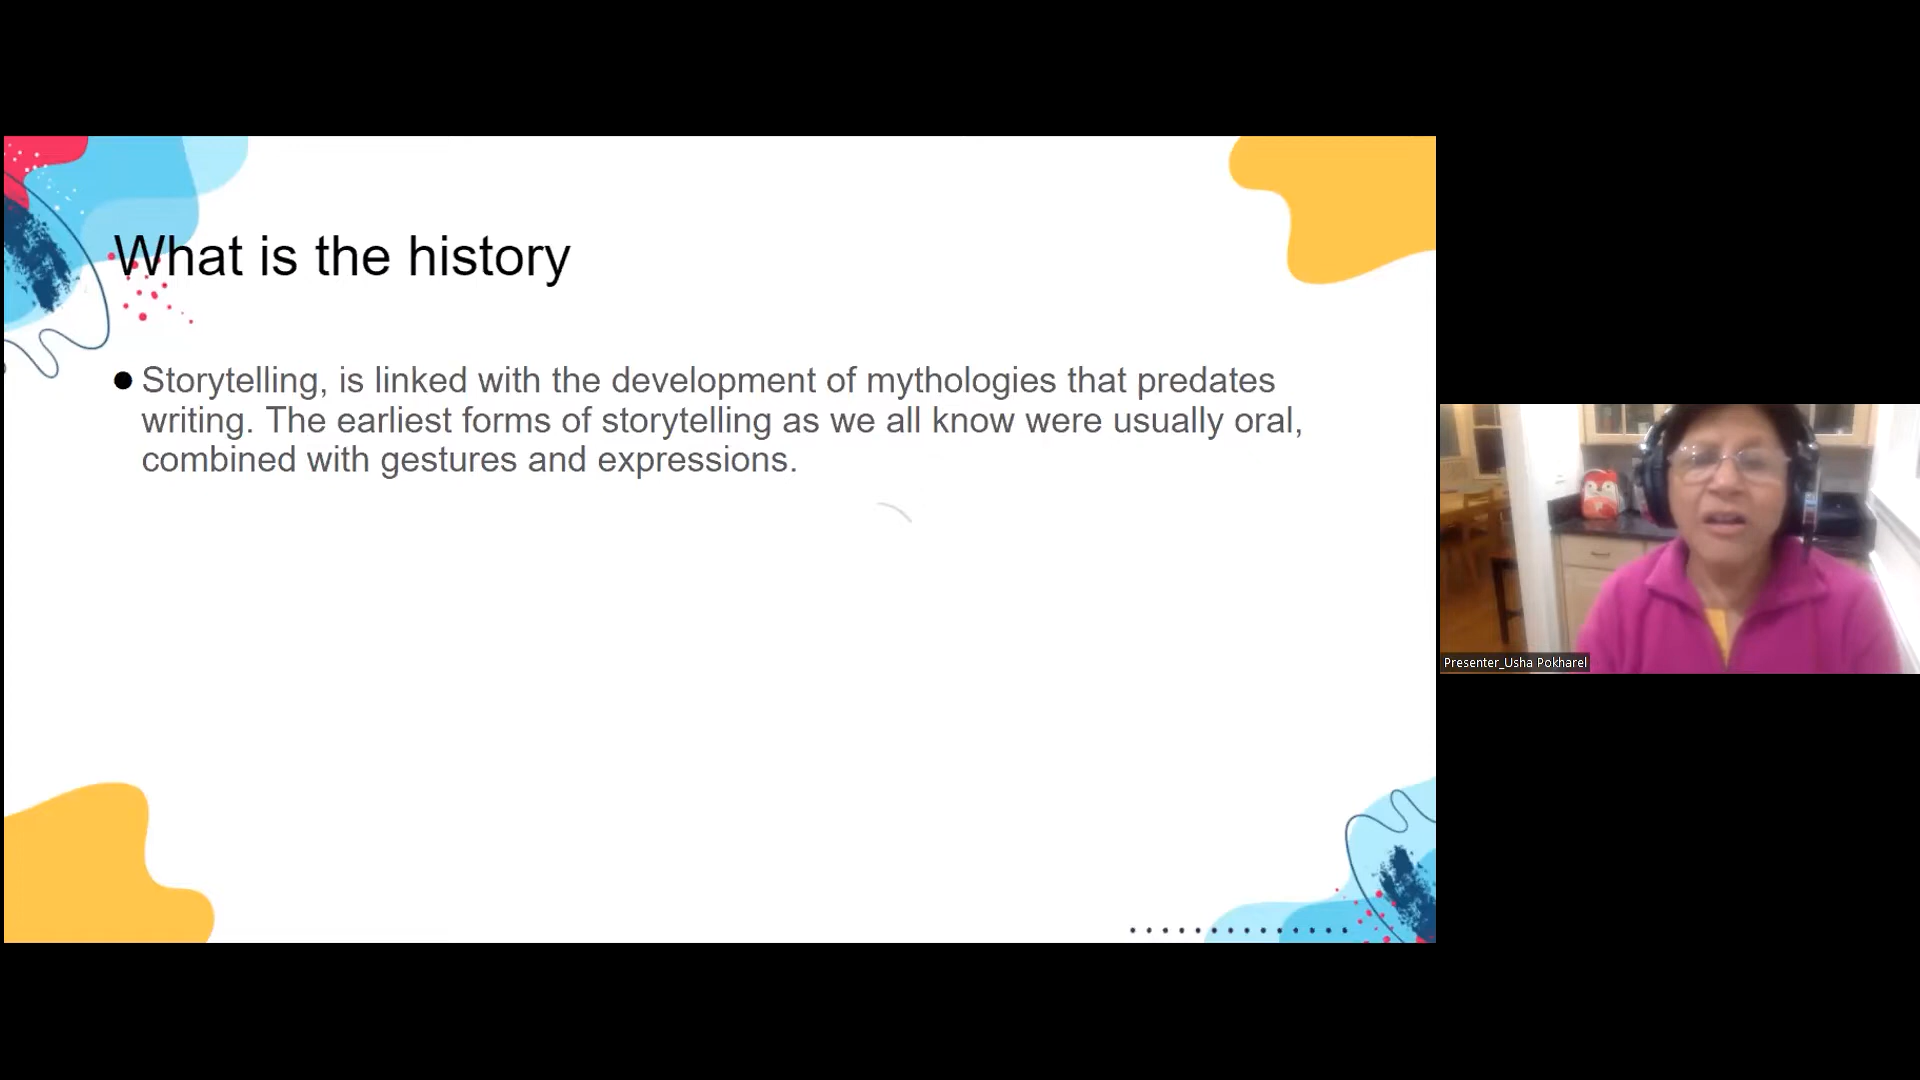 What is the history
● Storytelling, is linked with the development of mythologies that predates
writing. The earliest forms of storytelling as we all know were usually oral,
combined with gestures and expressions.
Presenter_Usha Pokharel